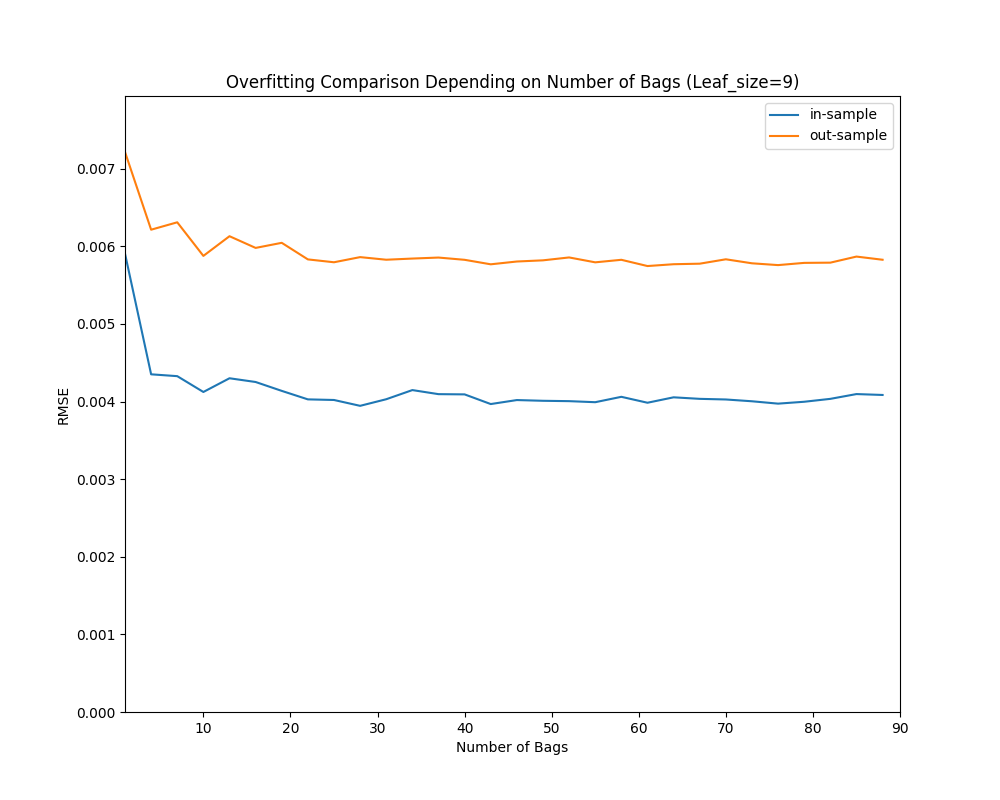 Overfitting Comparison Depending on Number of Bags (Leaf_size=9)
in-sample
out-sample
0.007
0.006
0.005
0.004
0.003
0.002
0.001
0.000
RMSE
10 20 30 40 50 60 70 80 90
Number of Bags